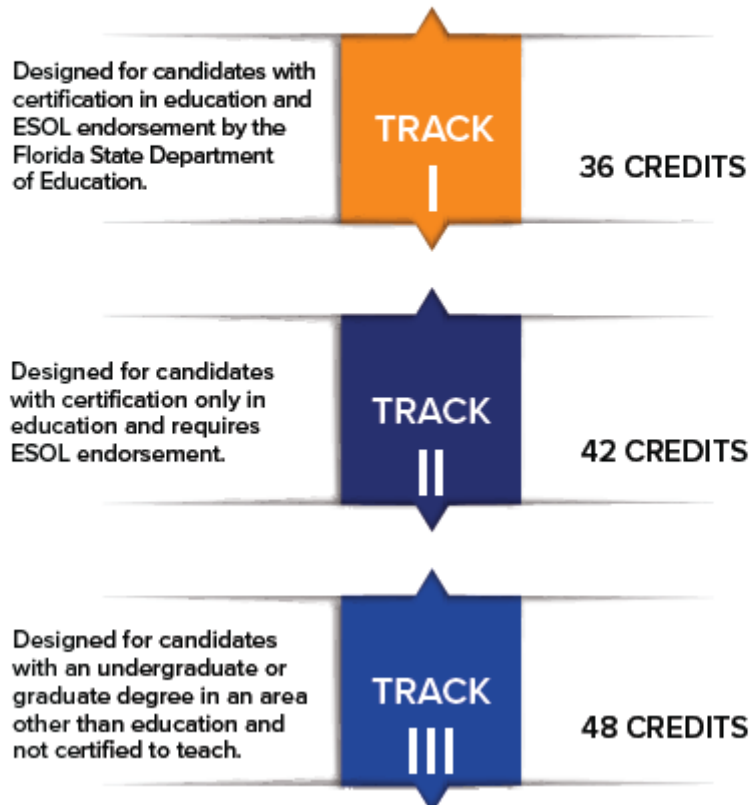 Designed for candidates with
certification in education and
ESOL endorsement by the
Florida State Department
of Education.
TRACK
I
36 CREDITS
Designed for candidates
with certification only in
education and requires
ESOL endorsement.
TRACK
II
42 CREDITS
Designed for candidates
with an undergraduate or
graduate degree in an area
other than education and
not certified to teach.
TRACK
III
48 CREDITS